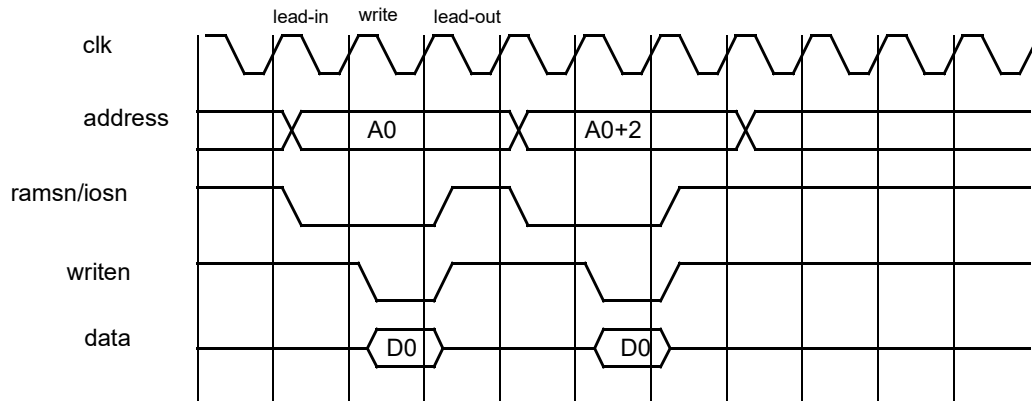 lead-in write lead-out
clk
address A0 A0+2
ramsn/iosn
writen
data D0 D0